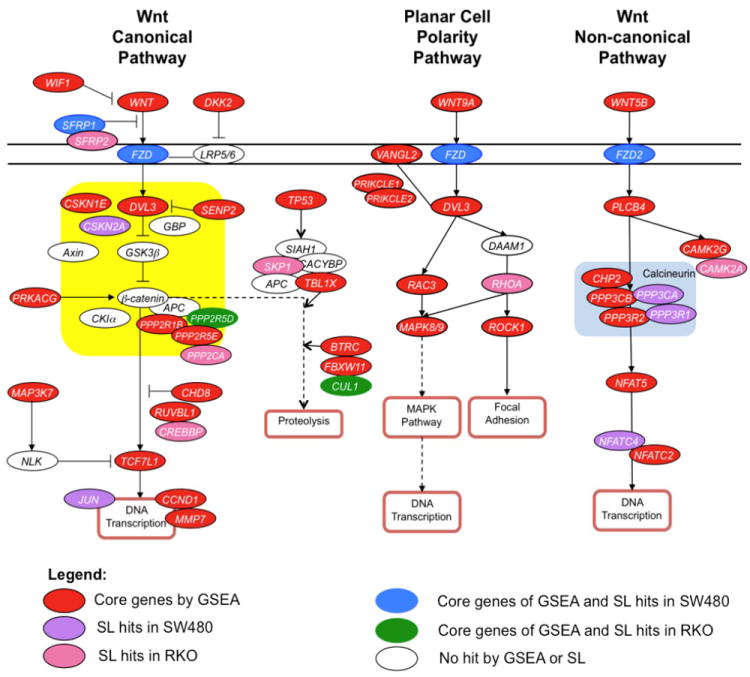 Wnt
Canonical
Pathway
Planar Cell
Polarity
Pathway
Wnt
Non-canonical
Pathway
WIF1
WNT
DKK2
SFRP1
SFRP2
FZD
LRP5/6
CSKN1E
DVL3
SENP2
CSKN2A
GBP
Axin
GSK3β
PRKACG
β-catenin
APC
CKIα
PPP2R1B
PPP2R5D
PPP2R5E
PPP2CA
MAP3K7
CHD8
RUVBL1
CREBBP
NLK
TCF7L1
JUN
DNA
Transcription
CCND1
MMP7
TP53
SIAH1
SKP1
CACYBP
APC
TBL1X
BTRC
FBXW11
CUL1
Proteolysis
WNT9A
VANGL2
FZD
PRIKCLE1
PRIKCLE2
DVL3
DAAM1
RAC3
RHOA
MAPK8/9
ROCK1
MAPK
Pathway
Focal
Adhesion
DNA
Transcription
WNT5B
FZD2
PLCB4
CAMK2G
CAMK2A
CHP2
Calcineurin
PPP3CB
PPP3CA
PPP3R2
PPP3R1
NFAT5
NFATC4
NFATC2
DNA
Transcription
Legend:
Core genes by GSEA
SL hits in SW480
SL hits in RKO
Core genes of GSEA and SL hits in SW480
Core genes of GSEA and SL hits in RKO
No hit by GSEA or SL